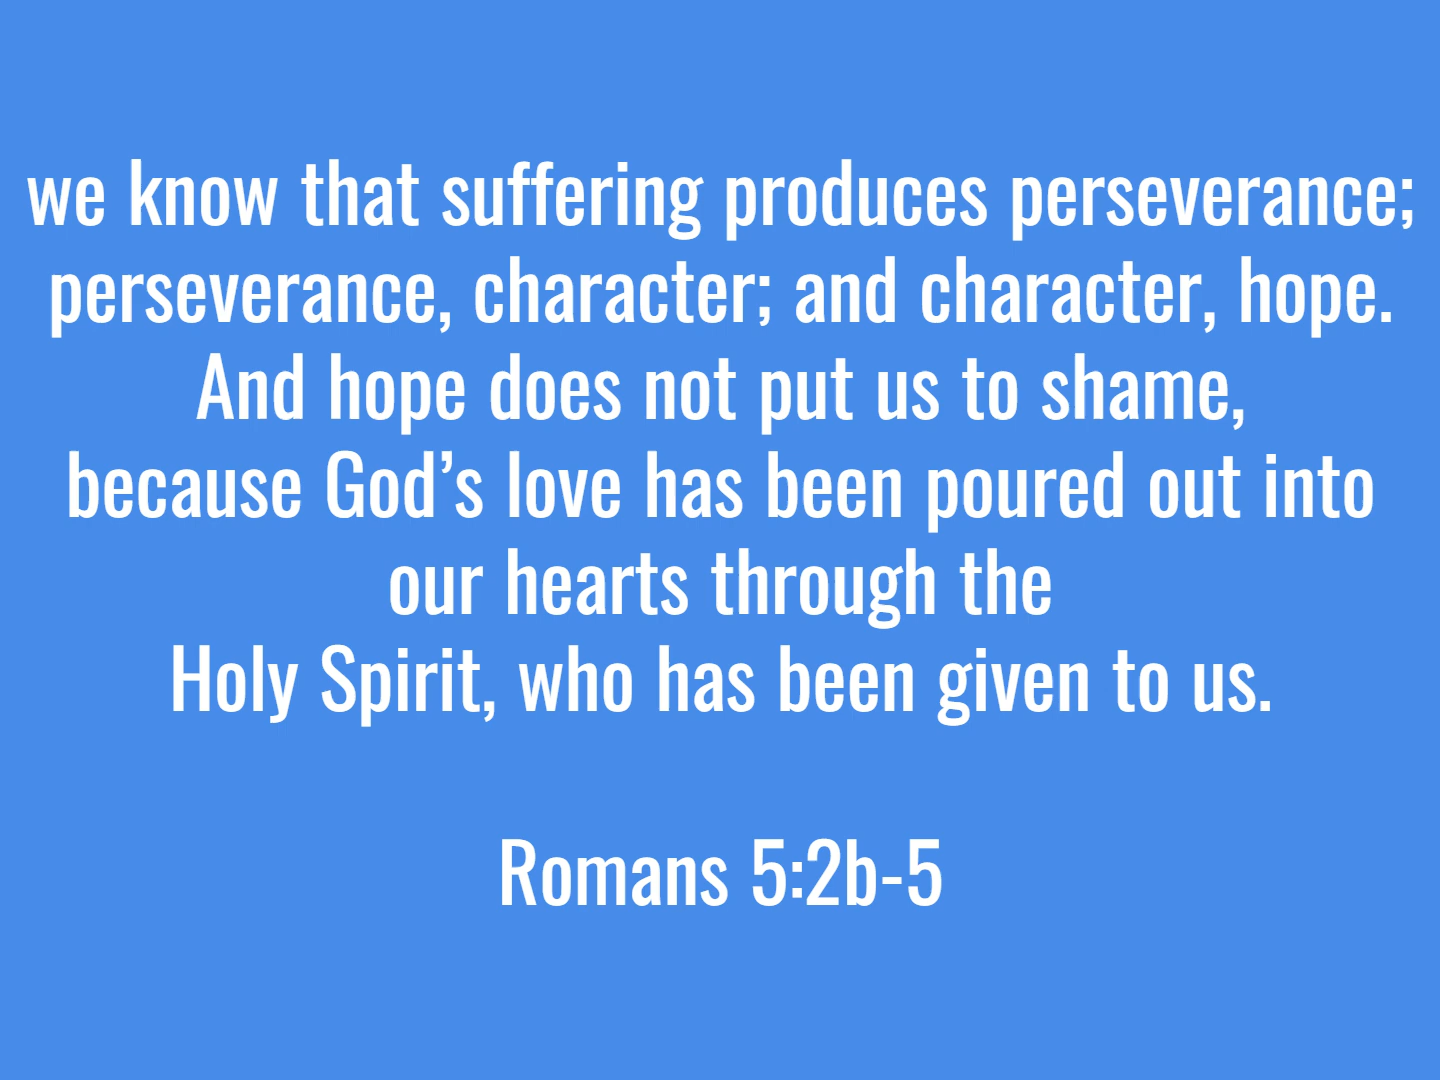 we know that suffering produces perseverance;
perseverance, character; and character, hope.
And hope does not put us to shame,
because God’s love has been poured out into
our hearts through the
Holy Spirit, who has been given to us.
Romans 5:2b-5